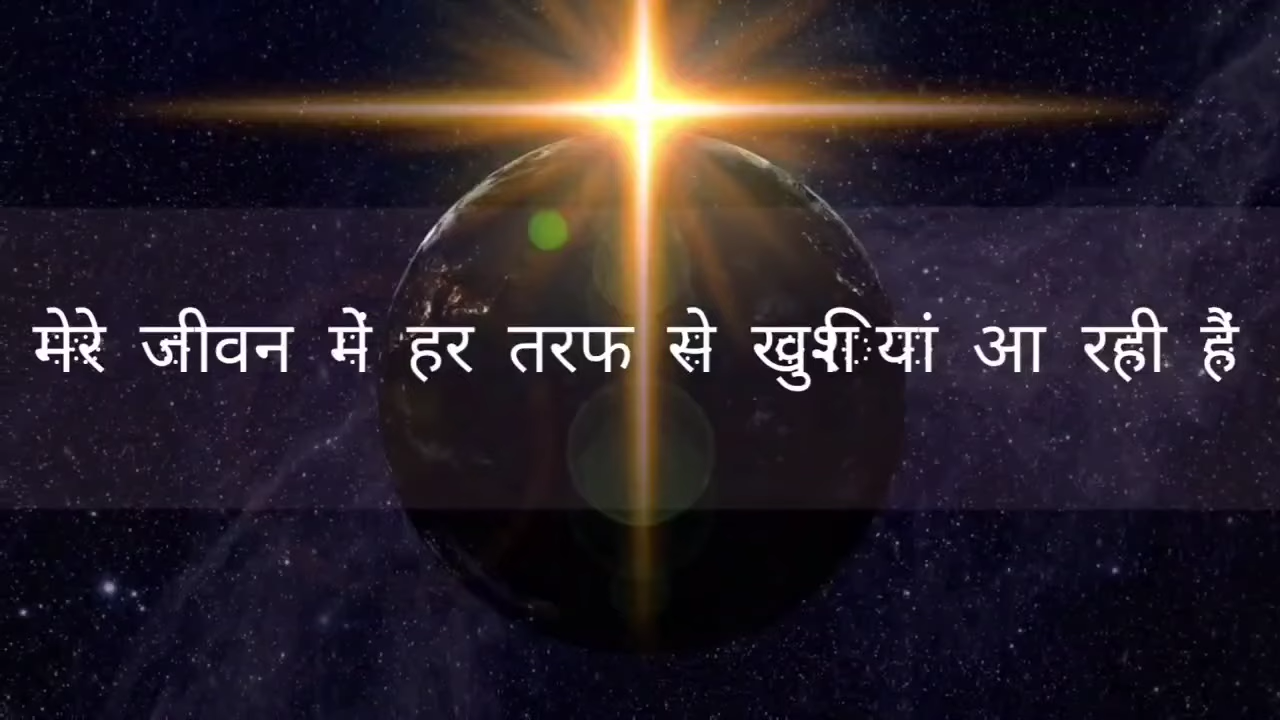 मेरे जीवन में हर तरफ से खुशियां आ रही हैं